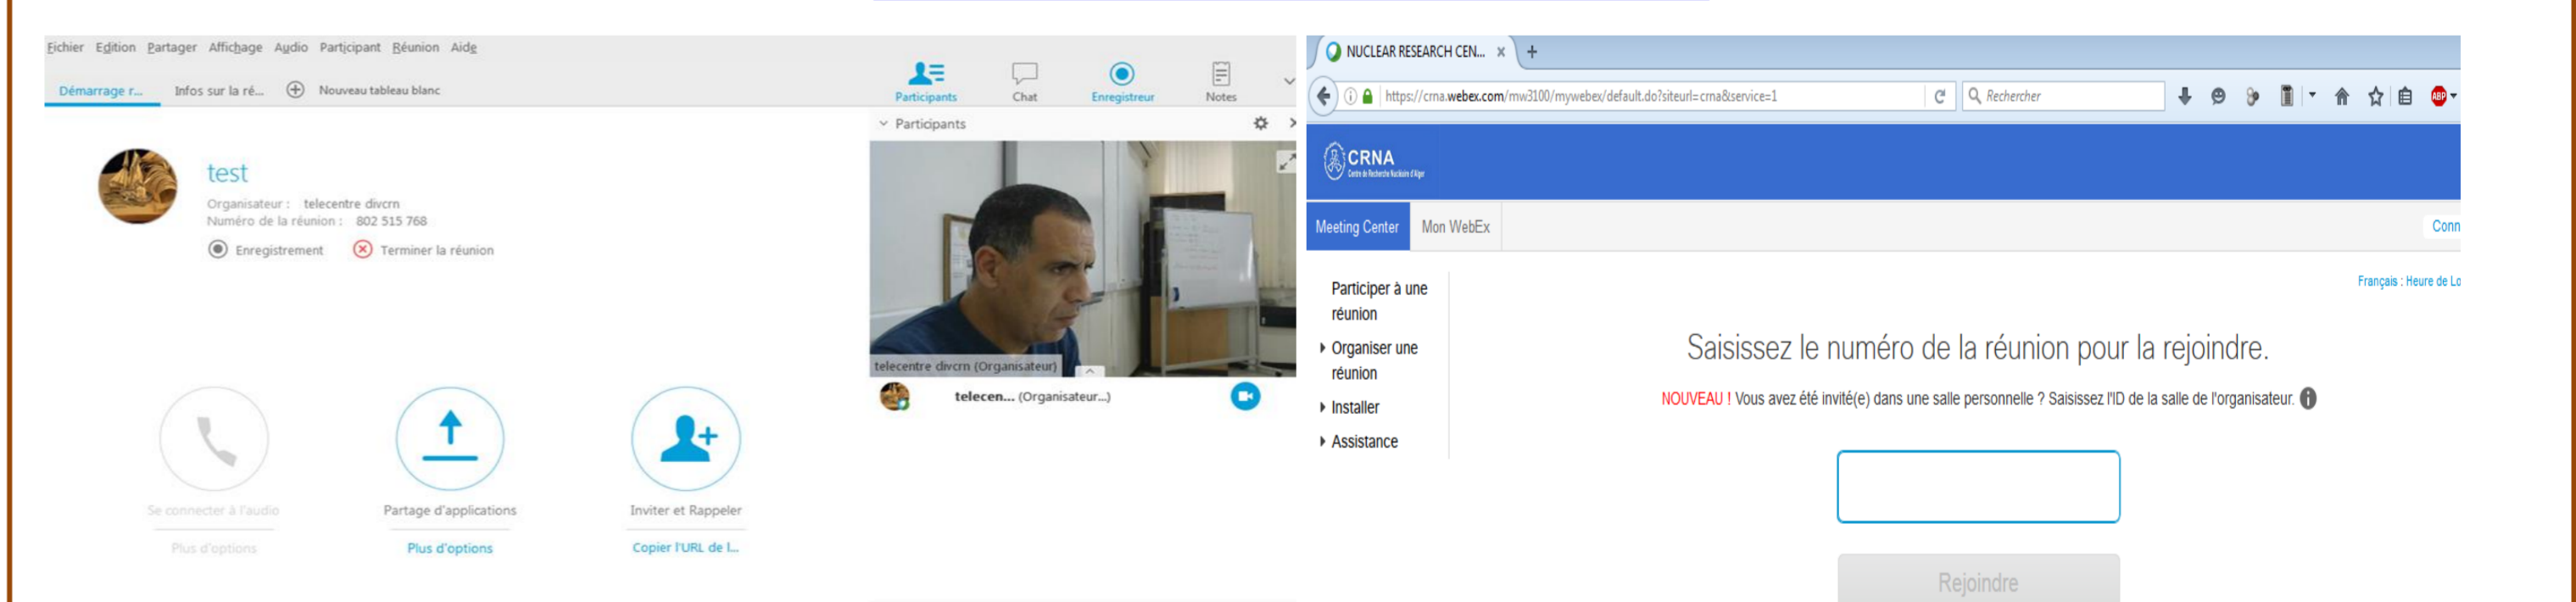 Fichier Edition Partager Affichage Audio Participant Réunion Aide
Démarrage r... Infos sur la ré... Nouveau tableau blanc
Participants Chat Enregistreur Notes
test
Organisateur : telecentre divcrn
Numéro de la réunion : 802 515 768
Enregistrement Terminer la réunion
Participants
telecentre divcrn (Organisateur)
telecen... (Organisateur...)
Se connecter à l'audio
Plus d'options
Partage d'applications
Plus d'options
Inviter et Rappeler
Copier l'URL de l...
NUCLEAR RESEARCH CEN...
https://crna.webex.com/mw3100/mywebex/default.do?siteurl=crna&service=1 Rechercher ABP
CRNA
Centre de Recherche Nucléaire d'Alger
Meeting Center Mon WebEx Conn
Français : Heure de Lo
Participer à une
réunion
Organiser une
réunion
Installer
Assistance
Saisissez le numéro de la réunion pour la rejoindre.
NOUVEAU ! Vous avez été invité(e) dans une salle personnelle ? Saisissez l'ID de la salle de l'organisateur.
Rejoindre